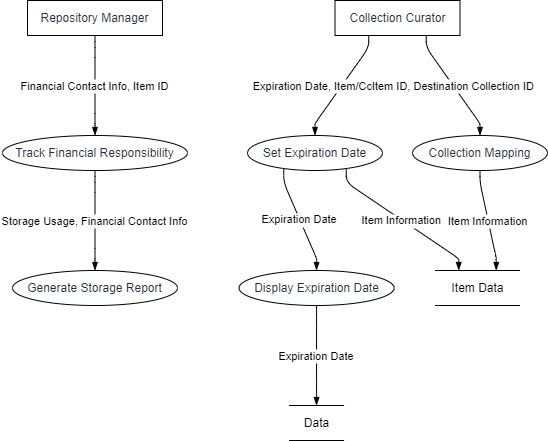 Repository Manager
Collection Curator
Financial Contact Info, Item ID
Expiration Date, Item/ColItem ID, Destination Collection ID
Track Financial Responsibility
Set Expiration Date
Collection Mapping
Storage Usage, Financial Contact Info
Expiration Date
Item Information
Item Information
Generate Storage Report
Display Expiration Date
Item Data
Expiration Date
Data